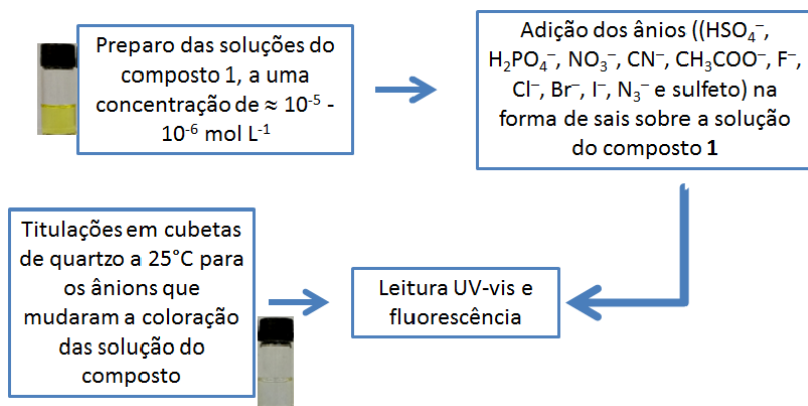 Preparo das soluções do
composto 1, a uma
concentração de ≈ 10⁻⁵ -
10⁻⁶ mol L⁻¹
Adição dos ânios ((HSO₄⁻,
H₂PO₄⁻, NO₃⁻, CN⁻, CH₃COO⁻, F⁻,
Cl⁻, Br⁻, I⁻, N₃⁻ e sulfeto) na
forma de sais sobre a solução
do composto 1
Titulações em cubetas
de quartzo a 25°C para
os ânions que
mudaram a coloração
das solução do
composto
Leitura UV-vis e
fluorescência